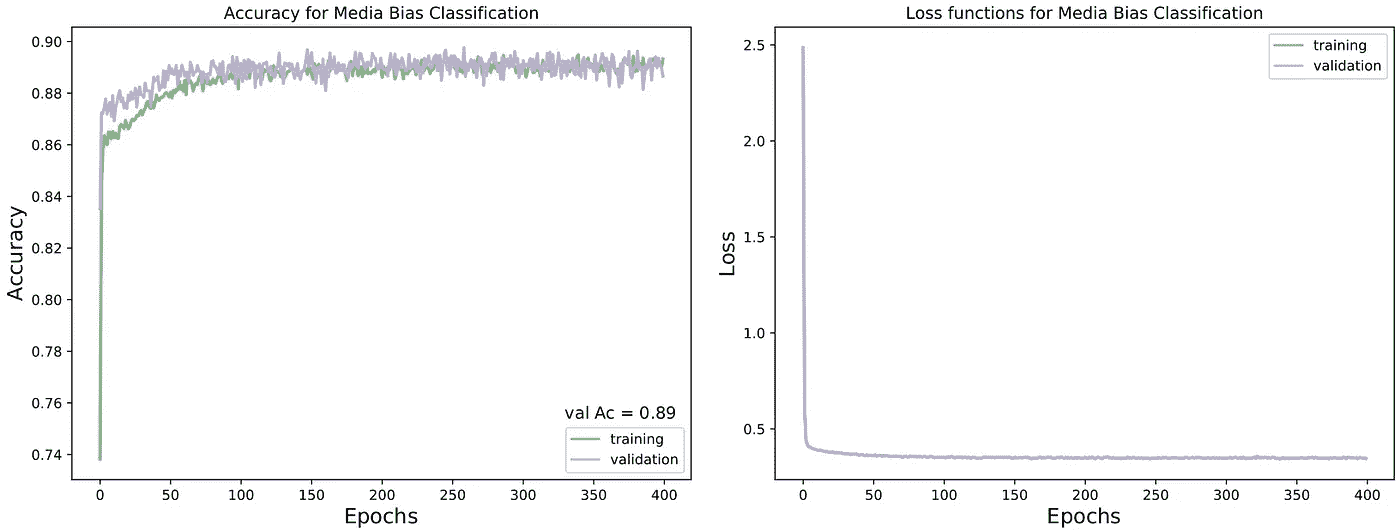 Accuracy for Media Bias Classification
0.90
0.88
0.86
0.84
0.82
0.80
0.78
0.76
0.74
Accuracy
val Ac = 0.89
training
validation
0 50 100 150 200 250 300 350 400
Epochs
Loss functions for Media Bias Classification
2.5
2.0
1.5
1.0
0.5
Loss
training
validation
0 50 100 150 200 250 300 350 400
Epochs